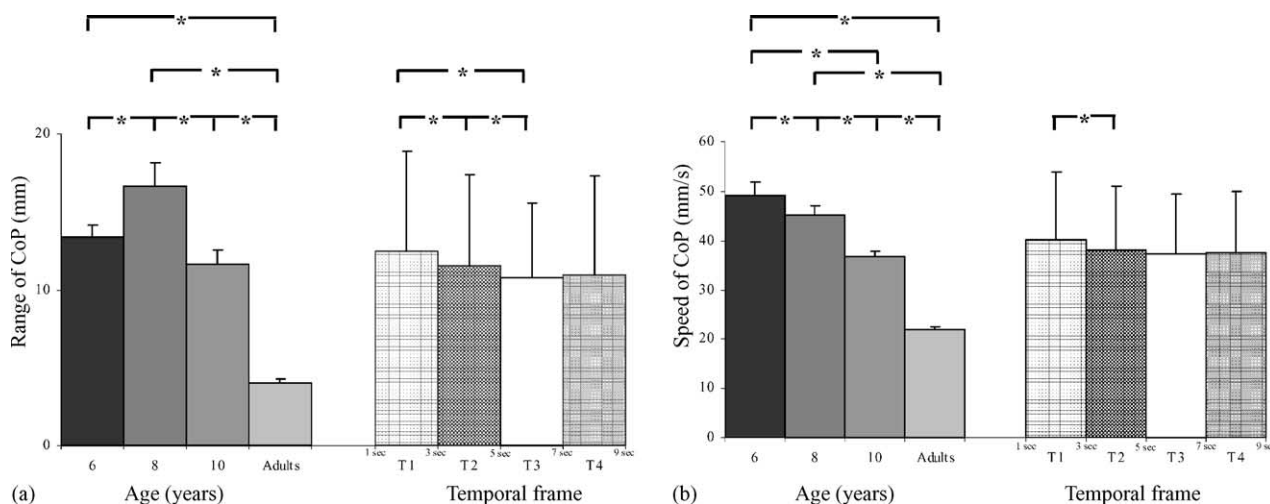 * *
* * *
* * *
* * * * * * * * *
20
10
0
Range of CoP (mm)
6 8 10 Adults
1 sec 3 sec 5 sec 7 sec 9 sec
T1 T2 T3 T4
(a) Age (years) Temporal frame
60
50
40
30
20
10
0
Speed of CoP (mm/s)
6 8 10 Adults
1 sec 3 sec 5 sec 7 sec 9 sec
T1 T2 T3 T4
(b) Age (years) Temporal frame